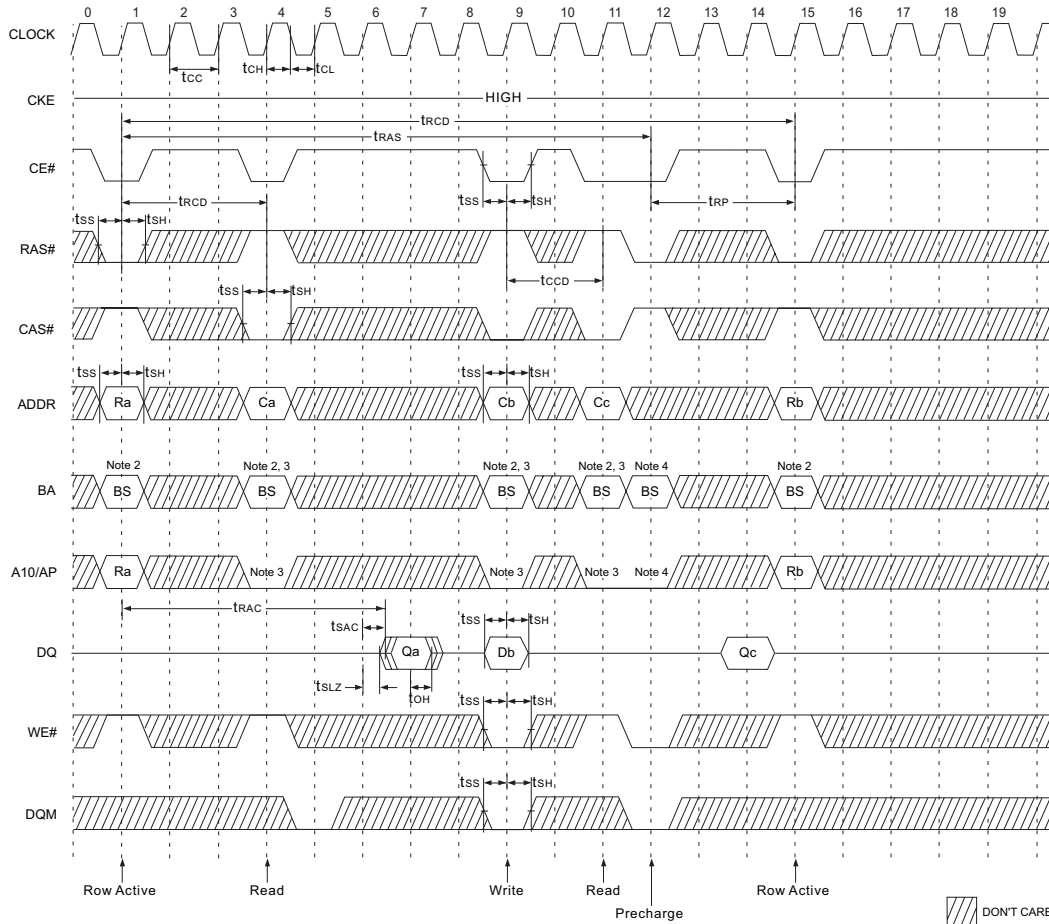 0 1 2 3 4 5 6 7 8 9 10 11 12 13 14 15 16 17 18 19
CLOCK
tCC tCH tCL
CKE HIGH
tRCD
tRAS
CE#
tRCD tSS tSH tRP
tSS tSH
RAS#
tCCD
tSS tSH
CAS#
tSS tSH tSS tSH
ADDR Ra Ca Cb Cc Rb
Note 2 Note 2, 3 Note 2, 3 Note 2, 3 Note 4 Note 2
BA BS BS BS BS BS BS
A10/AP Ra Note 3 Note 3 Note 3 Note 4 Rb
tRAC
tSAC tSS tSH
DQ Qa Db Qc
tSLZ tOH
tSS tSH
WE#
tSS tSH
DQM
Row Active Read Write Read Row Active
Precharge
DON'T CARE